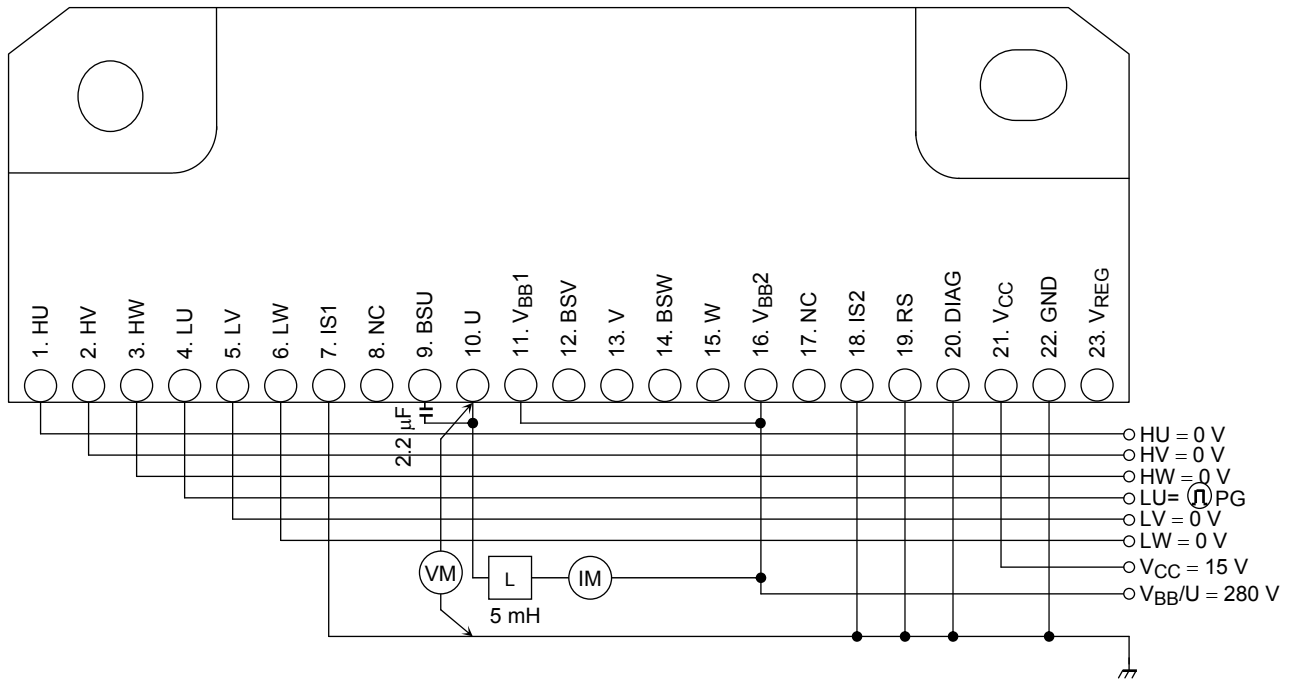 1. HU
2. HV
3. HW
4. LU
5. LV
6. LW
7. IS1
8. NC
9. BSU
10. U
11. VBB1
12. BSV
13. V
14. BSW
15. W
16. VBB2
17. NC
18. IS2
19. RS
20. DIAG
21. VCC
22. GND
23. VREG
2.2 μF
HU = 0 V
HV = 0 V
HW = 0 V
LU= PG
LV = 0 V
LW = 0 V
VCC = 15 V
VBB/U = 280 V
VM
L
IM
5 mH